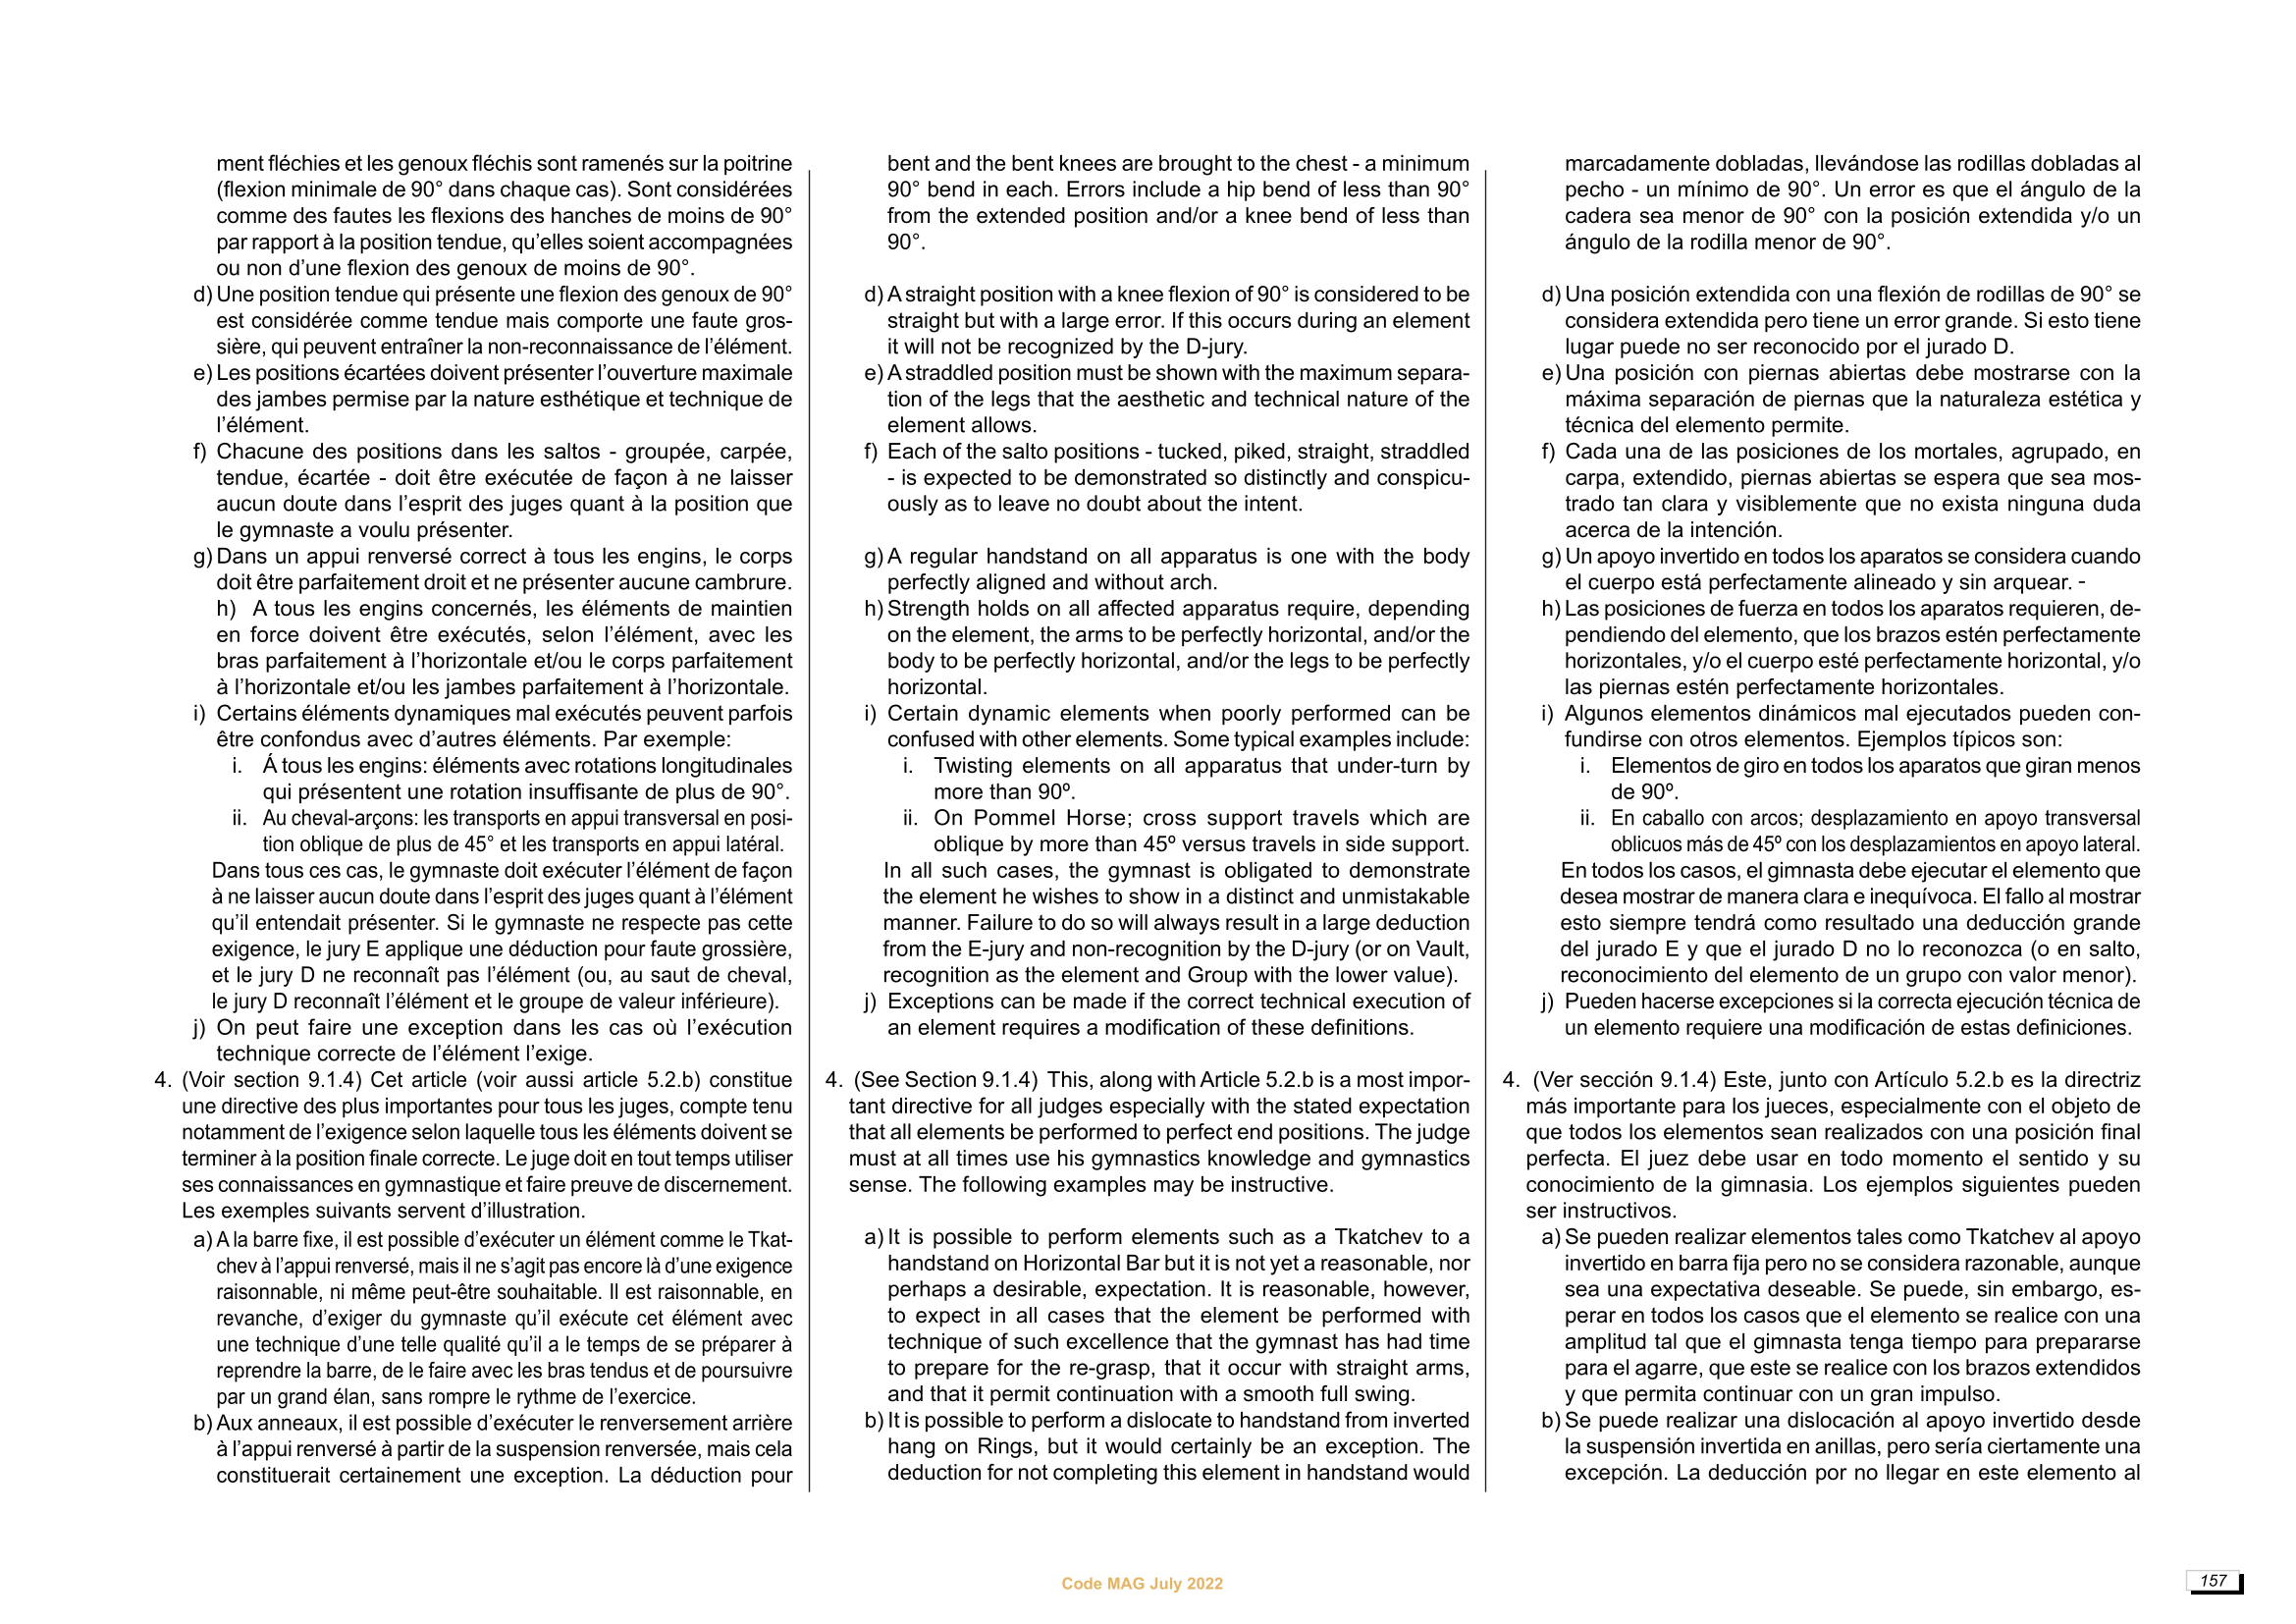 ment fléchies et les genoux fléchis sont ramenés sur la poitrine
(flexion minimale de 90° dans chaque cas). Sont considérées
comme des fautes les flexions des hanches de moins de 90°
par rapport à la position tendue, qu’elles soient accompagnées
ou non d’une flexion des genoux de moins de 90°.
d) Une position tendue qui présente une flexion des genoux de 90°
est considérée comme tendue mais comporte une faute gros-
sière, qui peuvent entraîner la non-reconnaissance de l’élément.
e) Les positions écartées doivent présenter l’ouverture maximale
des jambes permise par la nature esthétique et technique de
l’élément.
f) Chacune des positions dans les saltos - groupée, carpée,
tendue, écartée - doit être exécutée de façon à ne laisser
aucun doute dans l’esprit des juges quant à la position que
le gymnaste a voulu présenter.
g) Dans un appui renversé correct à tous les engins, le corps
doit être parfaitement droit et ne présenter aucune cambrure.
h) A tous les engins concernés, les éléments de maintien
en force doivent être exécutés, selon l’élément, avec les
bras parfaitement à l’horizontale et/ou le corps parfaitement
à l’horizontale et/ou les jambes parfaitement à l’horizontale.
i) Certains éléments dynamiques mal exécutés peuvent parfois
être confondus avec d’autres éléments. Par exemple:
i. Á tous les engins: éléments avec rotations longitudinales
qui présentent une rotation insuffisante de plus de 90°.
ii. Au cheval-arçons: les transports en appui transversal en posi-
tion oblique de plus de 45° et les transports en appui latéral.
Dans tous ces cas, le gymnaste doit exécuter l’élément de façon
à ne laisser aucun doute dans l’esprit des juges quant à l’élément
qu’il entendait présenter. Si le gymnaste ne respecte pas cette
exigence, le jury E applique une déduction pour faute grossière,
et le jury D ne reconnaît pas l’élément (ou, au saut de cheval,
le jury D reconnaît l’élément et le groupe de valeur inférieure).
j) On peut faire une exception dans les cas où l’exécution
technique correcte de l’élément l’exige.
4. (Voir section 9.1.4) Cet article (voir aussi article 5.2.b) constitue
une directive des plus importantes pour tous les juges, compte tenu
notamment de l’exigence selon laquelle tous les éléments doivent se
terminer à la position finale correcte. Le juge doit en tout temps utiliser
ses connaissances en gymnastique et faire preuve de discernement.
Les exemples suivants servent d’illustration.
a) A la barre fixe, il est possible d’exécuter un élément comme le Tkat-
chev à l’appui renversé, mais il ne s’agit pas encore là d’une exigence
raisonnable, ni même peut-être souhaitable. Il est raisonnable, en
revanche, d’exiger du gymnaste qu’il exécute cet élément avec
une technique d’une telle qualité qu’il a le temps de se préparer à
reprendre la barre, de le faire avec les bras tendus et de poursuivre
par un grand élan, sans rompre le rythme de l’exercice.
b) Aux anneaux, il est possible d’exécuter le renversement arrière
à l’appui renversé à partir de la suspension renversée, mais cela
constituerait certainement une exception. La déduction pour
bent and the bent knees are brought to the chest - a minimum
90° bend in each. Errors include a hip bend of less than 90°
from the extended position and/or a knee bend of less than
90°.
d) A straight position with a knee flexion of 90° is considered to be
straight but with a large error. If this occurs during an element
it will not be recognized by the D-jury.
e) A straddled position must be shown with the maximum separa-
tion of the legs that the aesthetic and technical nature of the
element allows.
f) Each of the salto positions - tucked, piked, straight, straddled
- is expected to be demonstrated so distinctly and conspicu-
ously as to leave no doubt about the intent.
g) A regular handstand on all apparatus is one with the body
perfectly aligned and without arch.
h) Strength holds on all affected apparatus require, depending
on the element, the arms to be perfectly horizontal, and/or the
body to be perfectly horizontal, and/or the legs to be perfectly
horizontal.
i) Certain dynamic elements when poorly performed can be
confused with other elements. Some typical examples include:
i. Twisting elements on all apparatus that under-turn by
more than 90º.
ii. On Pommel Horse; cross support travels which are
oblique by more than 45º versus travels in side support.
In all such cases, the gymnast is obligated to demonstrate
the element he wishes to show in a distinct and unmistakable
manner. Failure to do so will always result in a large deduction
from the E-jury and non-recognition by the D-jury (or on Vault,
recognition as the element and Group with the lower value).
j) Exceptions can be made if the correct technical execution of
an element requires a modification of these definitions.
4. (See Section 9.1.4) This, along with Article 5.2.b is a most impor-
tant directive for all judges especially with the stated expectation
that all elements be performed to perfect end positions. The judge
must at all times use his gymnastics knowledge and gymnastics
sense. The following examples may be instructive.
a) It is possible to perform elements such as a Tkatchev to a
handstand on Horizontal Bar but it is not yet a reasonable, nor
perhaps a desirable, expectation. It is reasonable, however,
to expect in all cases that the element be performed with
technique of such excellence that the gymnast has had time
to prepare for the re-grasp, that it occur with straight arms,
and that it permit continuation with a smooth full swing.
b) It is possible to perform a dislocate to handstand from inverted
hang on Rings, but it would certainly be an exception. The
deduction for not completing this element in handstand would
marcadamente dobladas, llevándose las rodillas dobladas al
pecho - un mínimo de 90°. Un error es que el ángulo de la
cadera sea menor de 90° con la posición extendida y/o un
ángulo de la rodilla menor de 90°.
d) Una posición extendida con una flexión de rodillas de 90° se
considera extendida pero tiene un error grande. Si esto tiene
lugar puede no ser reconocido por el jurado D.
e) Una posición con piernas abiertas debe mostrarse con la
máxima separación de piernas que la naturaleza estética y
técnica del elemento permite.
f) Cada una de las posiciones de los mortales, agrupado, en
carpa, extendido, piernas abiertas se espera que sea mos-
trado tan clara y visiblemente que no exista ninguna duda
acerca de la intención.
g) Un apoyo invertido en todos los aparatos se considera cuando
el cuerpo está perfectamente alineado y sin arquear. -
h) Las posiciones de fuerza en todos los aparatos requieren, de-
pendiendo del elemento, que los brazos estén perfectamente
horizontales, y/o el cuerpo esté perfectamente horizontal, y/o
las piernas estén perfectamente horizontales.
i) Algunos elementos dinámicos mal ejecutados pueden con-
fundirse con otros elementos. Ejemplos típicos son:
i. Elementos de giro en todos los aparatos que giran menos
de 90º.
ii. En caballo con arcos; desplazamiento en apoyo transversal
oblicuos más de 45º con los desplazamientos en apoyo lateral.
En todos los casos, el gimnasta debe ejecutar el elemento que
desea mostrar de manera clara e inequívoca. El fallo al mostrar
esto siempre tendrá como resultado una deducción grande
del jurado E y que el jurado D no lo reconozca (o en salto,
reconocimiento del elemento de un grupo con valor menor).
j) Pueden hacerse excepciones si la correcta ejecución técnica de
un elemento requiere una modificación de estas definiciones.
4. (Ver sección 9.1.4) Este, junto con Artículo 5.2.b es la directriz
más importante para los jueces, especialmente con el objeto de
que todos los elementos sean realizados con una posición final
perfecta. El juez debe usar en todo momento el sentido y su
conocimiento de la gimnasia. Los ejemplos siguientes pueden
ser instructivos.
a) Se pueden realizar elementos tales como Tkatchev al apoyo
invertido en barra fija pero no se considera razonable, aunque
sea una expectativa deseable. Se puede, sin embargo, es-
perar en todos los casos que el elemento se realice con una
amplitud tal que el gimnasta tenga tiempo para prepararse
para el agarre, que este se realice con los brazos extendidos
y que permita continuar con un gran impulso.
b) Se puede realizar una dislocación al apoyo invertido desde
la suspensión invertida en anillas, pero sería ciertamente una
excepción. La deducción por no llegar en este elemento al
Code MAG July 2022
157